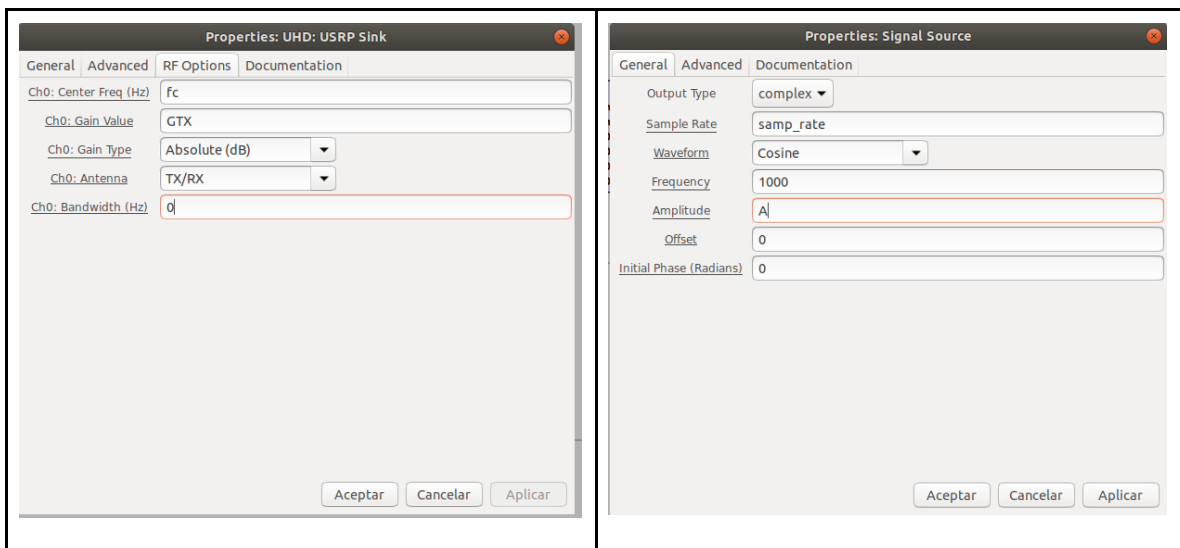 Properties: UHD: USRP Sink
General Advanced RF Options Documentation
Ch0: Center Freq (Hz) fc
Ch0: Gain Value GTX
Ch0: Gain Type Absolute (dB)
Ch0: Antenna TX/RX
Ch0: Bandwidth (Hz) 0
Aceptar Cancelar Aplicar
Properties: Signal Source
General Advanced Documentation
Output Type complex
Sample Rate samp_rate
Waveform Cosine
Frequency 1000
Amplitude A
Offset 0
Initial Phase (Radians) 0
Aceptar Cancelar Aplicar